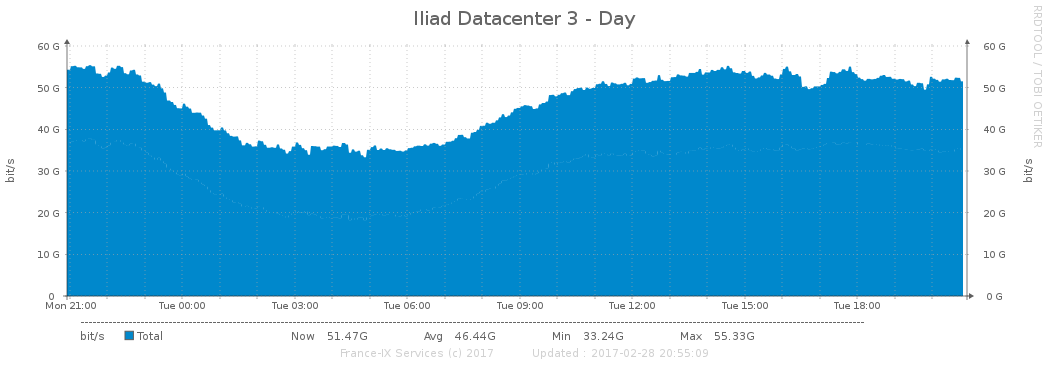 Iliad Datacenter 3 - Day
RRDTOOL / TOBI OETIKER
60 G 60 G
50 G 50 G
40 G 40 G
30 G 30 G
20 G 20 G
10 G 10 G
0 0 G
bit/s bit/s
Mon 21:00 Tue 00:00 Tue 03:00 Tue 06:00 Tue 09:00 Tue 12:00 Tue 15:00 Tue 18:00
bit/s Total Now 51.47G Avg 46.44G Min 33.24G Max 55.33G
France-IX Services (c) 2017 Updated : 2017-02-28 20:55:09